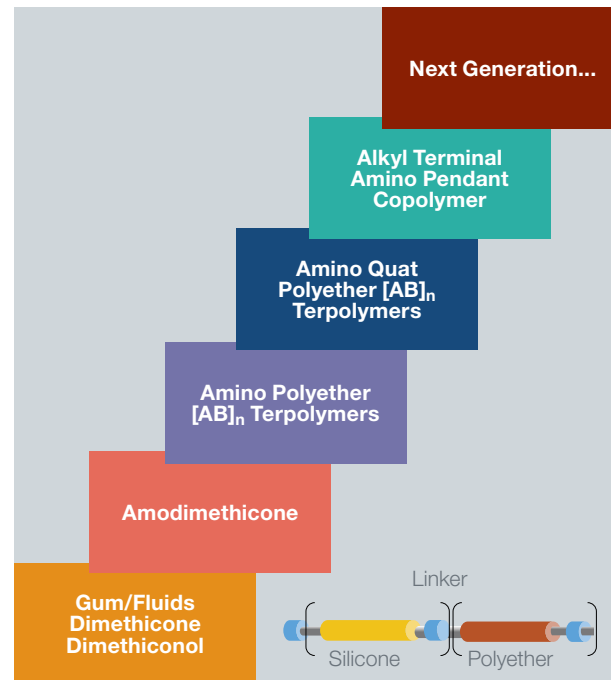 Next Generation...
Alkyl Terminal
Amino Pendant
Copolymer
Amino Quat
Polyether [AB]n
Terpolymers
Amino Polyether
[AB]n Terpolymers
Amodimethicone
Gum/Fluids
Dimethicone
Dimethiconol
Linker
Silicone
Polyether